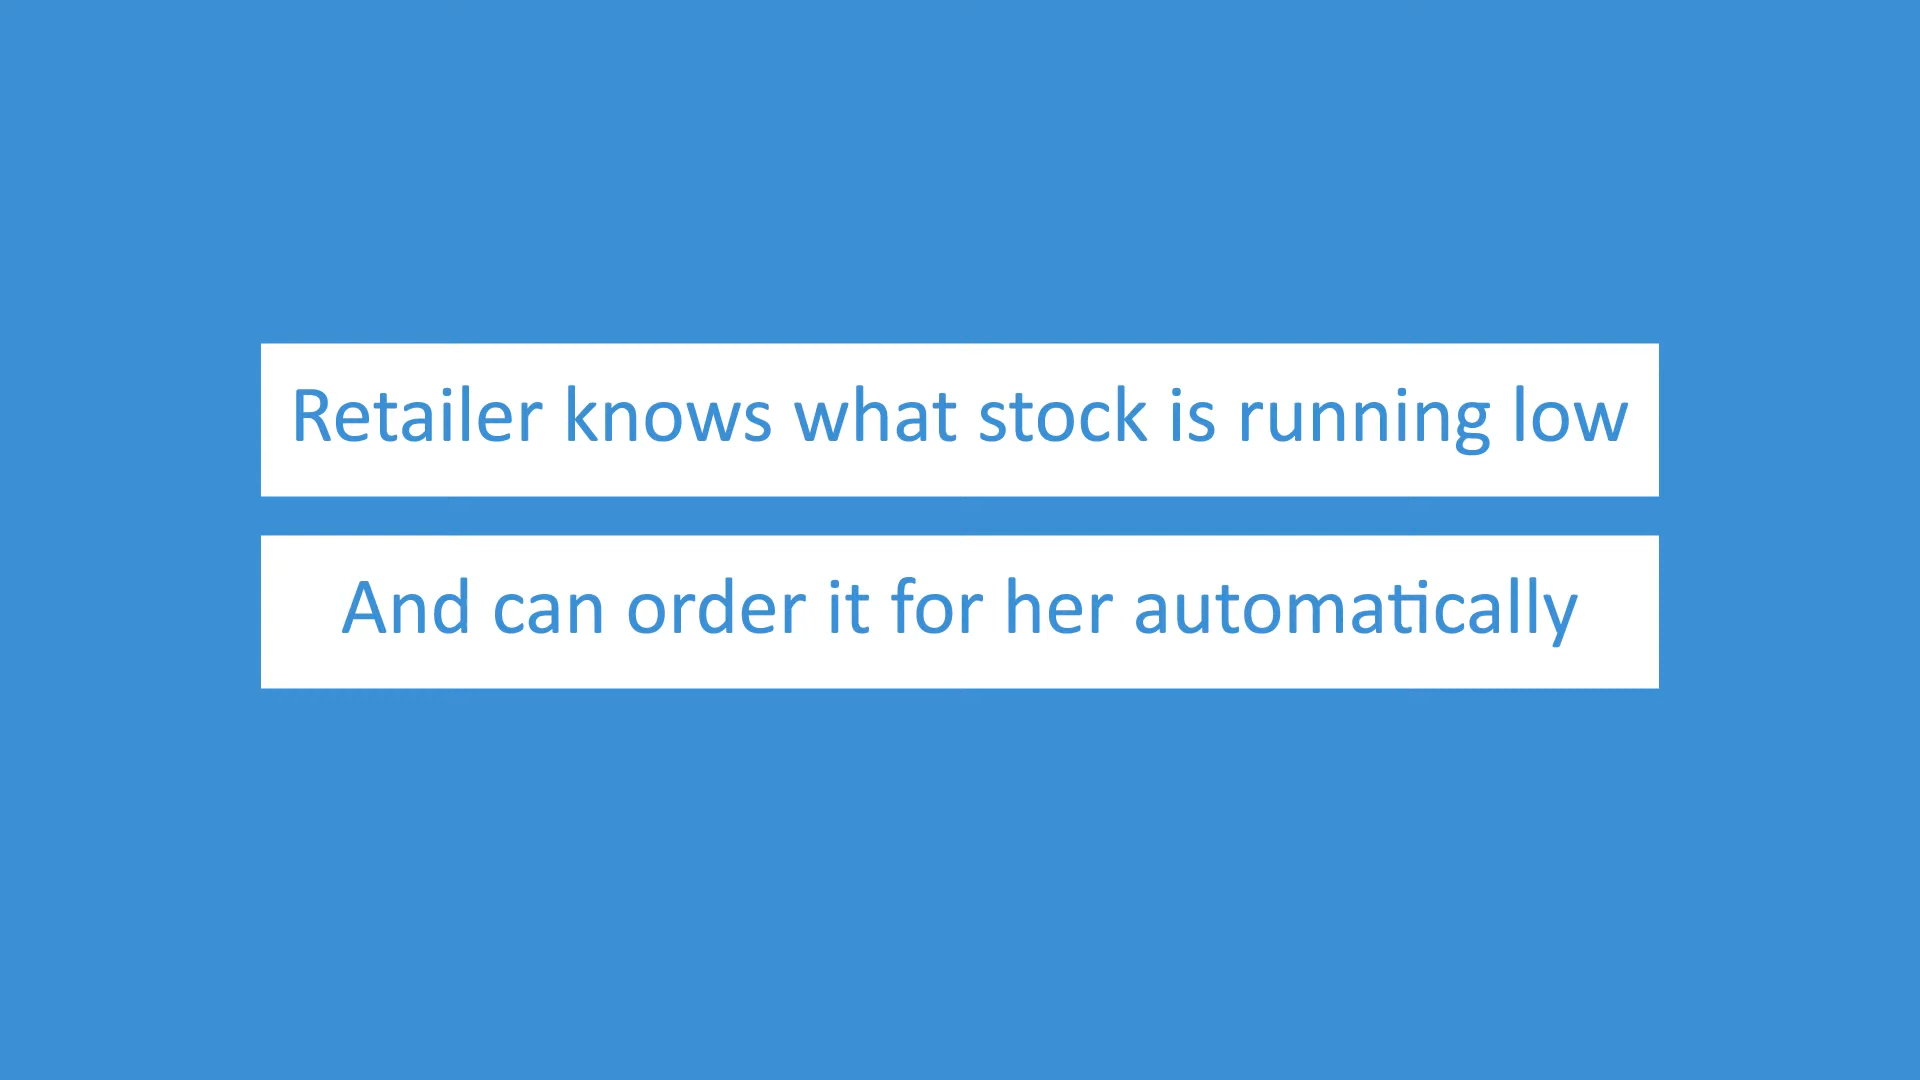 Retailer knows what stock is running low
And can order it for her automatically